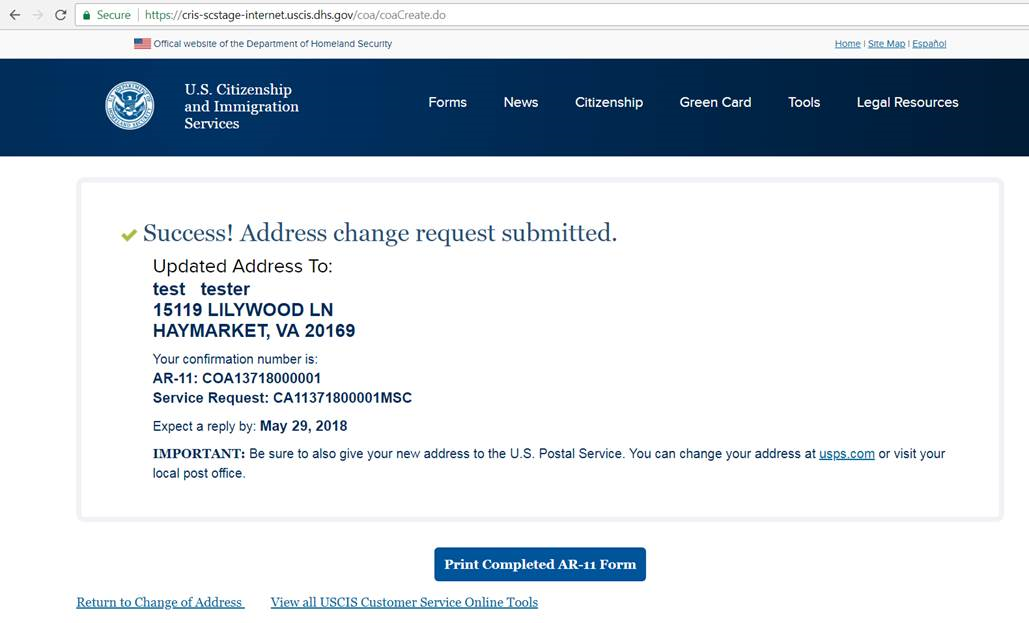 Secure https://cris-scstage-internet.uscis.dhs.gov/coa/coaCreate.do
Offical website of the Department of Homeland Security
Home | Site Map | Español
U.S. Citizenship
and Immigration
Services
Forms News Citizenship Green Card Tools Legal Resources
Success! Address change request submitted.
Updated Address To:
test tester
15119 LILYWOOD LN
HAYMARKET, VA 20169
Your confirmation number is:
AR-11: COA13718000001
Service Request: CA11371800001MSC
Expect a reply by: May 29, 2018
IMPORTANT: Be sure to also give your new address to the U.S. Postal Service. You can change your address at usps.com or visit your
local post office.
Print Completed AR-11 Form
Return to Change of Address View all USCIS Customer Service Online Tools